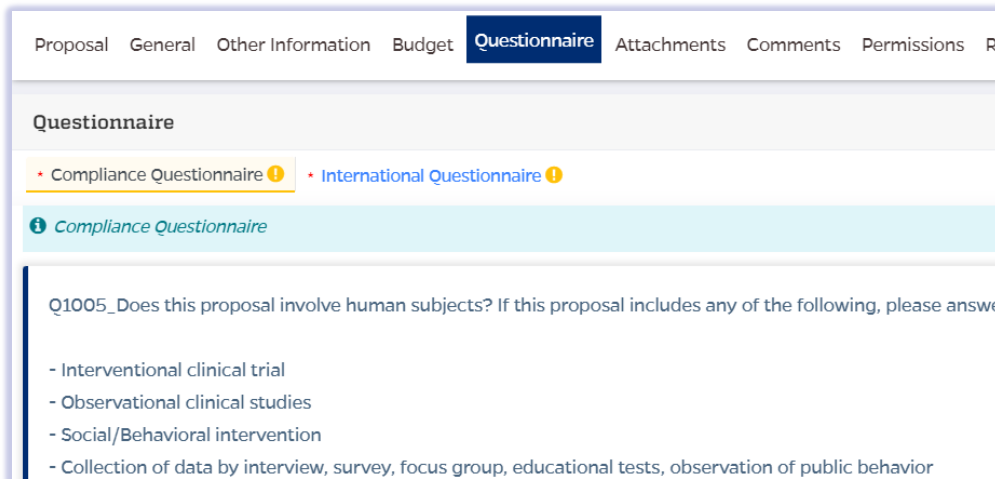 Proposal General Other Information Budget Questionnaire Attachments Comments Permissions R
Questionnaire
* Compliance Questionnaire ! * International Questionnaire !
i Compliance Questionnaire
Q1005_Does this proposal involve human subjects? If this proposal includes any of the following, please answe
- Interventional clinical trial
- Observational clinical studies
- Social/Behavioral intervention
- Collection of data by interview, survey, focus group, educational tests, observation of public behavior